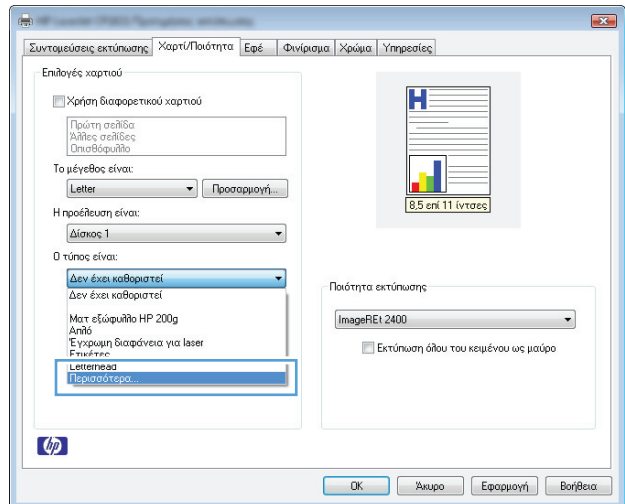 Συντομεύσεις εκτύπωσης Χαρτί/Ποιότητα Εφέ Φινίρισμα Χρώμα Υπηρεσίες
Επιλογές χαρτιού
Χρήση διαφορετικού χαρτιού
Πρώτη σελίδα
Άλλες σελίδες
Οπισθόφυλλο
Το μέγεθος είναι:
Letter Προσαρμογή...
Η προέλευση είναι:
Δίσκος 1
Ο τύπος είναι:
Δεν έχει καθοριστεί
Δεν έχει καθοριστεί
Ματ εξώφυλλο HP 200g
Απλό
Έγχρωμη διαφάνεια για laser
Ετικέτες
Letterhead
Περισσότερα...
H
8,5 επί 11 ίντσες
Ποιότητα εκτύπωσης
ImageREt 2400
Εκτύπωση όλου του κειμένου ως μαύρο
hp
OK Άκυρο Εφαρμογή Βοήθεια